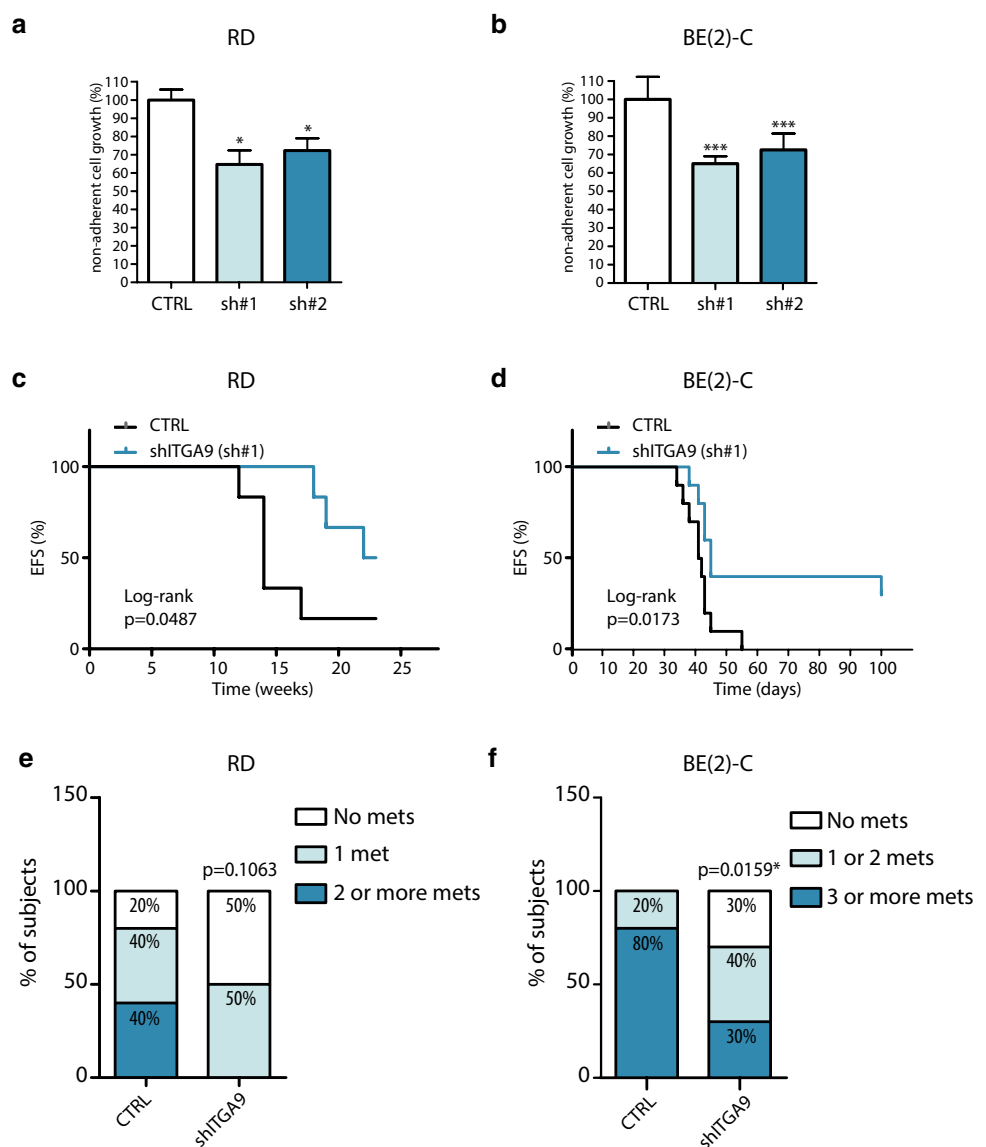 a
RD
non-adherent cell growth (%)
110
100
90
80
70
60
50
40
30
20
10
0
*
*
CTRL sh#1 sh#2
b
BE(2)-C
non-adherent cell growth (%)
110
100
90
80
70
60
50
40
30
20
10
0
***
***
CTRL sh#1 sh#2
c
RD
CTRL
shITGA9 (sh#1)
EFS (%)
100
50
0
Log-rank
p=0.0487
0 5 10 15 20 25
Time (weeks)
d
BE(2)-C
CTRL
shITGA9 (sh#1)
EFS (%)
100
50
0
Log-rank
p=0.0173
0 10 20 30 40 50 60 70 80 90 100
Time (days)
e
RD
% of subjects
150
100
50
0
No mets
1 met
2 or more mets
p=0.1063
20%
40%
40%
50%
50%
CTRL
shITGA9
f
BE(2)-C
% of subjects
150
100
50
0
No mets
1 or 2 mets
3 or more mets
p=0.0159*
20%
80%
30%
40%
30%
CTRL
shITGA9